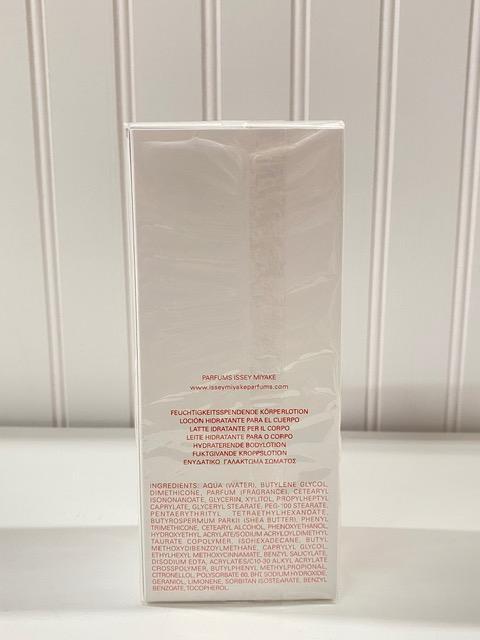 PARFUMS ISSEY MIYAKE
www.isseymiyakeparfums.com
FEUCHTIGKEITSSPENDENDE KÖRPERLOTION
LOCIÓN HIDRATANTE PARA EL CUERPO
LATTE IDRATANTE PER IL CORPO
LEITE HIDRATANTE PARA O CORPO
HYDRATERENDE BODYLOTION
FUKTGIVANDE KROPPSLOTION
ΕΝΥΔΑΤΙΚΟ ΓΑΛΑΚΤΩΜΑ ΣΩΜΑΤΟΣ
INGREDIENTS: AQUA (WATER), BUTYLENE GLYCOL,
DIMETHICONE, PARFUM (FRAGRANCE), CETEARYL
ISONONANOATE, GLYCERIN, XYLITOL, PROPYLHEPTYL
CAPRYLATE, GLYCERYL STEARATE, PEG-100 STEARATE,
PENTAERYTHRITYL TETRAETHYLHEXANOATE,
BUTYROSPERMUM PARKII (SHEA BUTTER), PHENYL
TRIMETHICONE, CETEARYL ALCOHOL, PHENOXYETHANOL,
HYDROXYETHYL ACRYLATE/SODIUM ACRYLOYLDIMETHYL
TAURATE COPOLYMER, ISOHEXADECANE, BUTYL
METHOXYDIBENZOYLMETHANE, CAPRYLYL GLYCOL,
ETHYLHEXYL METHOXYCINNAMATE, BENZYL SALICYLATE,
DISODIUM EDTA, ACRYLATES/C10-30 ALKYL ACRYLATE
CROSSPOLYMER, BUTYLPHENYL METHYLPROPIONAL,
CITRONELLOL, POLYSORBATE 60, BHT, SODIUM HYDROXIDE,
GERANIOL, LIMONENE, SORBITAN ISOSTEARATE, BENZYL
BENZOATE, TOCOPHEROL.